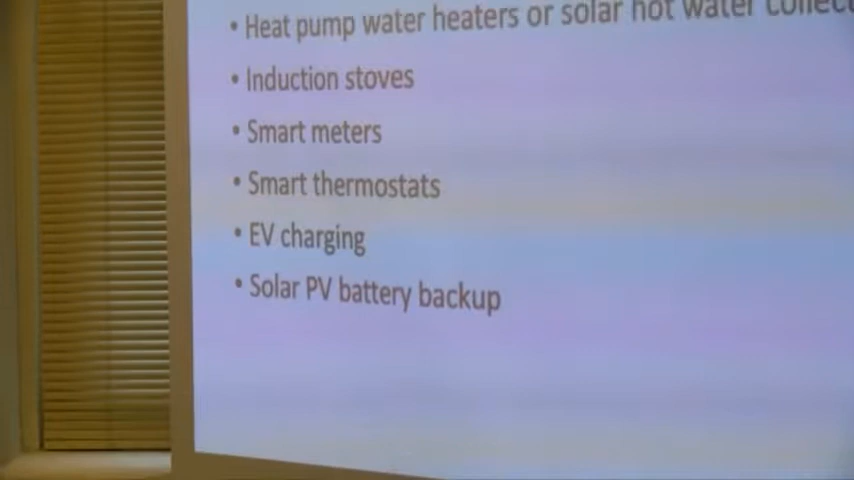 • Heat pump water heaters or solar hot water
• Induction stoves
• Smart meters
• Smart thermostats
• EV charging
• Solar PV battery backup